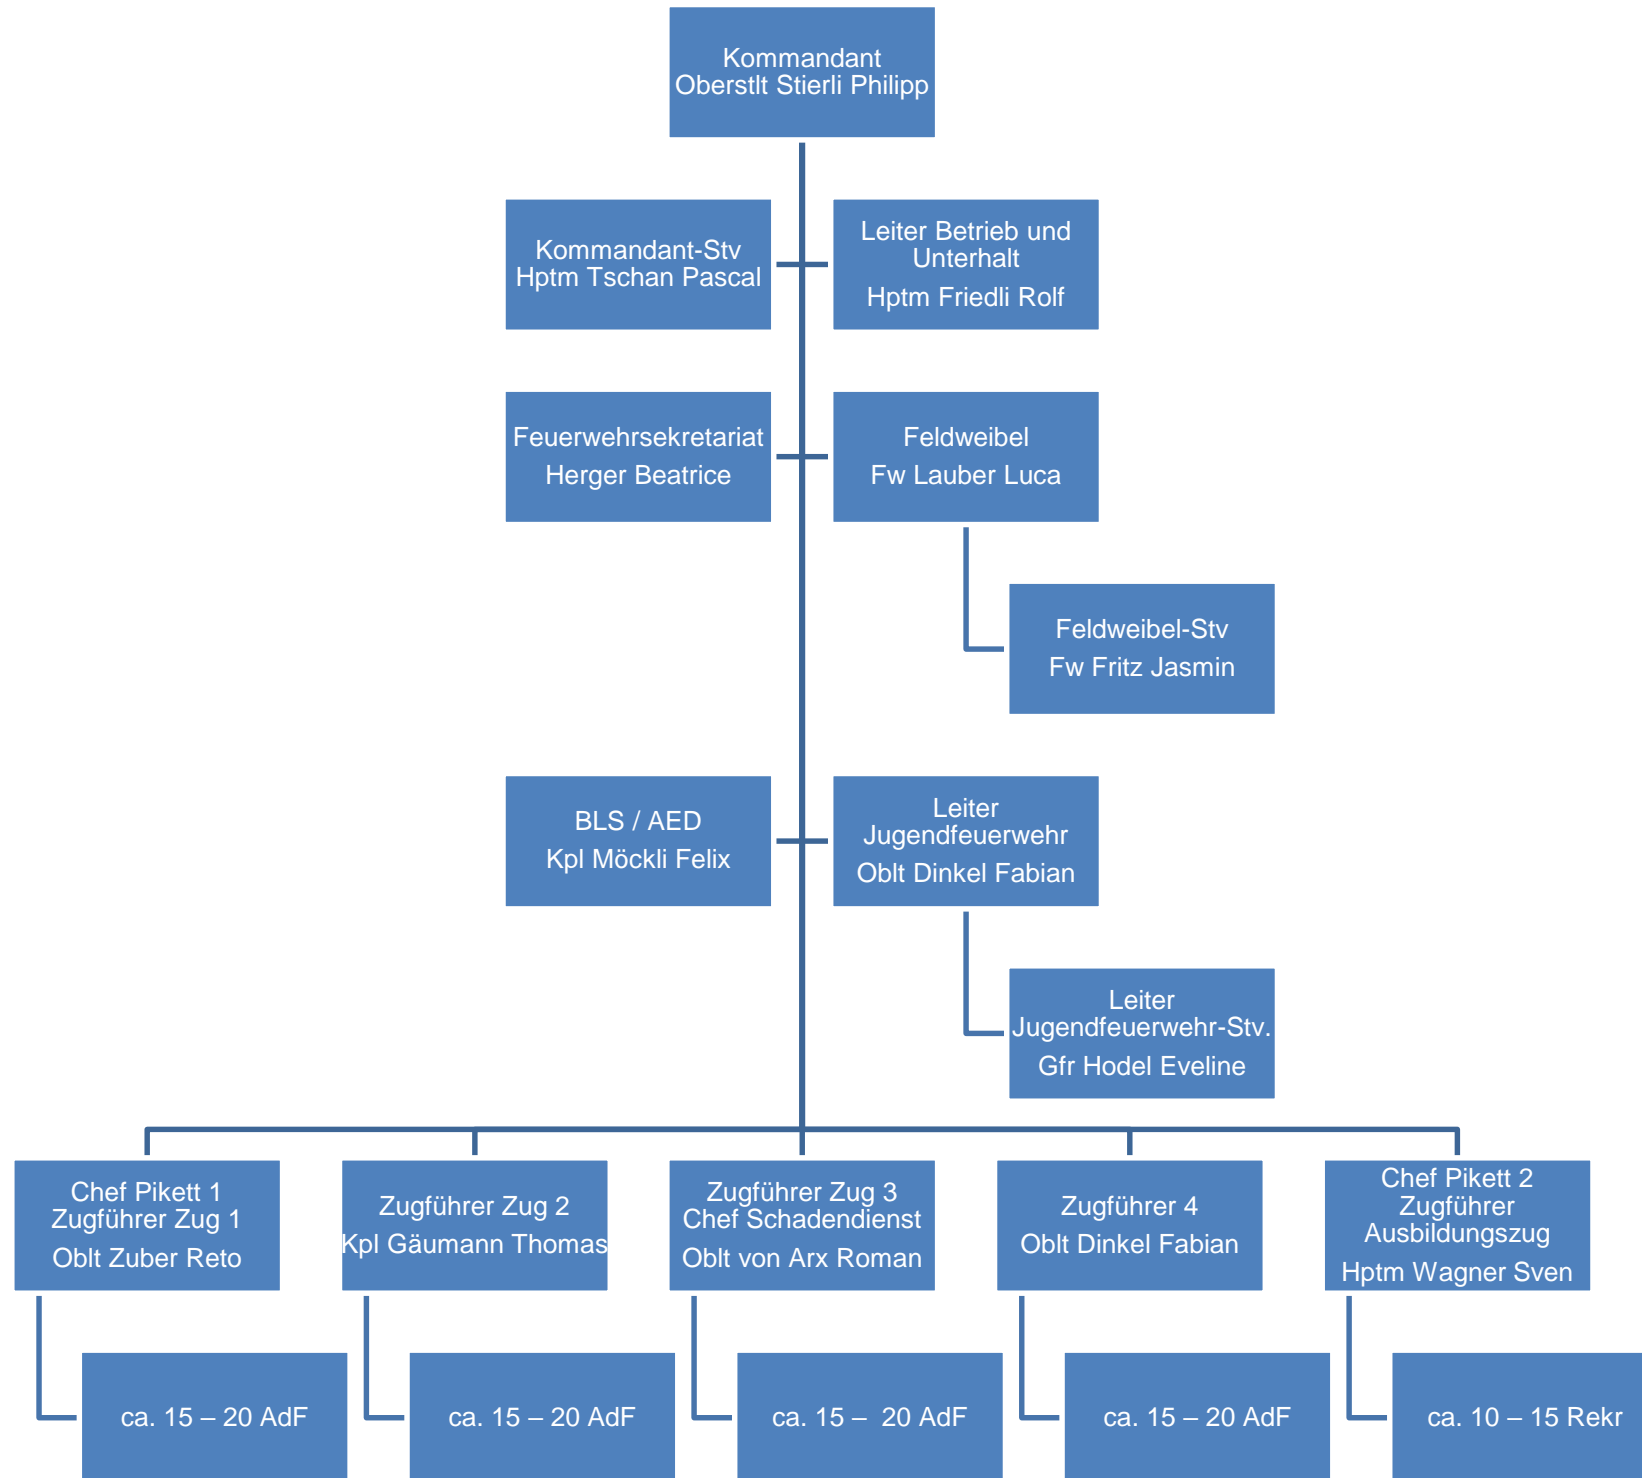 Kommandant
Oberstlt Stierli Philipp
Kommandant-Stv
Hptm Tschan Pascal
Leiter Betrieb und
Unterhalt
Hptm Friedli Rolf
Feuerwehrsekretariat
Herger Beatrice
Feldweibel
Fw Lauber Luca
Feldweibel-Stv
Fw Fritz Jasmin
BLS / AED
Kpl Möckli Felix
Leiter
Jugendfeuerwehr
Oblt Dinkel Fabian
Leiter
Jugendfeuerwehr-Stv.
Gfr Hodel Eveline
Chef Pikett 1
Zugführer Zug 1
Oblt Zuber Reto
Zugführer Zug 2
Kpl Gäumann Thomas
Zugführer Zug 3
Chef Schadendienst
Oblt von Arx Roman
Zugführer 4
Oblt Dinkel Fabian
Chef Pikett 2
Zugführer
Ausbildungszug
Hptm Wagner Sven
ca. 15 – 20 AdF
ca. 15 – 20 AdF
ca. 15 –  20 AdF
ca. 15 – 20 AdF
ca. 10 – 15 Rekr